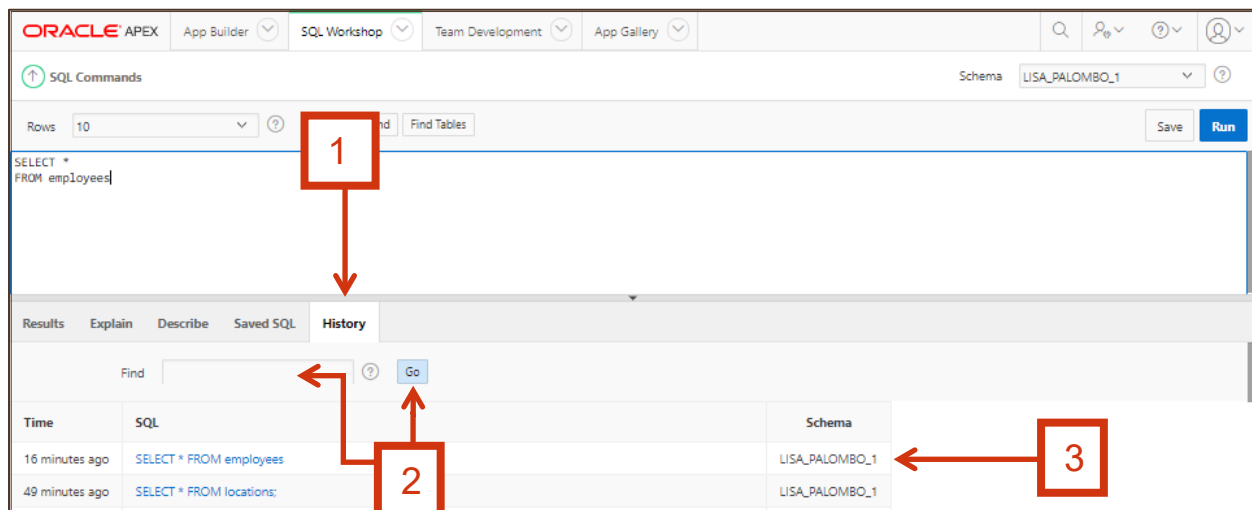 ORACLE APEX App Builder SQL Workshop Team Development App Gallery
SQL Commands Schema LISA_PALOMBO_1
Rows 10 Find Tables Save Run
1
SELECT *
FROM employees
Results Explain Describe Saved SQL History
Find Go
Time SQL Schema
16 minutes ago SELECT * FROM employees LISA_PALOMBO_1
3
49 minutes ago SELECT * FROM locations; LISA_PALOMBO_1
2